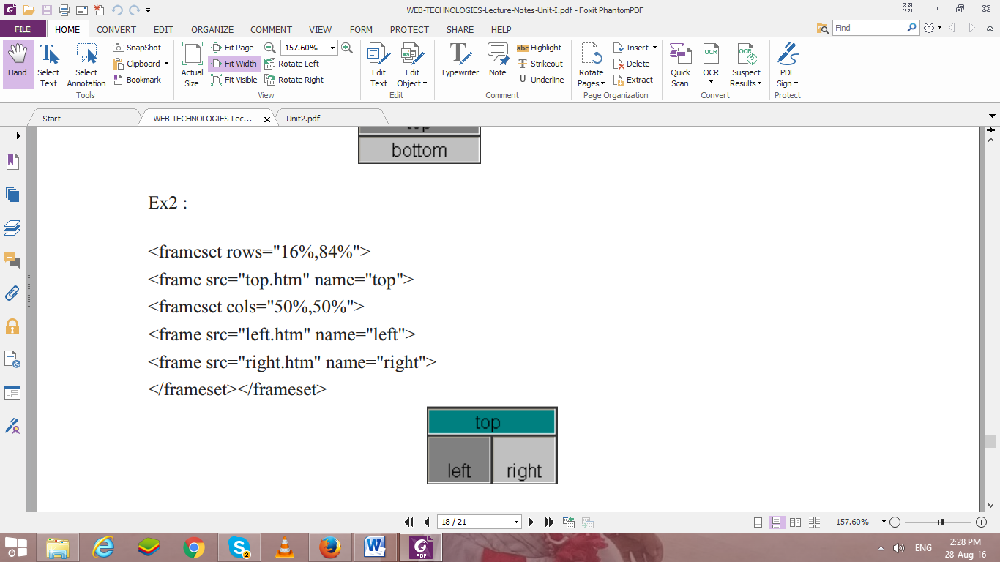 WEB-TECHNOLOGIES-Lecture-Notes-Unit-I.pdf - Foxit PhantomPDF
FILE HOME CONVERT EDIT ORGANIZE COMMENT VIEW FORM PROTECT SHARE HELP Find
Hand
Select Text
Select Annotation
SnapShot
Clipboard
Bookmark
Tools
Actual Size
Fit Page
Fit Width
Fit Visible
157.60%
Rotate Left
Rotate Right
View
Edit Text
Edit Object
Edit
Typewriter
Note
abc Highlight
Strikeout
U Underline
Comment
Rotate Pages
Insert
Delete
Extract
Page Organization
Quick Scan
OCR
OCR
OCR
Suspect Results
Convert
PDF Sign
Protect
Start WEB-TECHNOLOGIES-Lec... x Unit2.pdf
top
bottom
Ex2 :
<frameset rows="16%,84%">
<frame src="top.htm" name="top">
<frameset cols="50%,50%">
<frame src="left.htm" name="left">
<frame src="right.htm" name="right">
</frameset></frameset>
top
left right
18 / 21 157.60%
2
W
PDF
ENG
2:28 PM
28-Aug-16